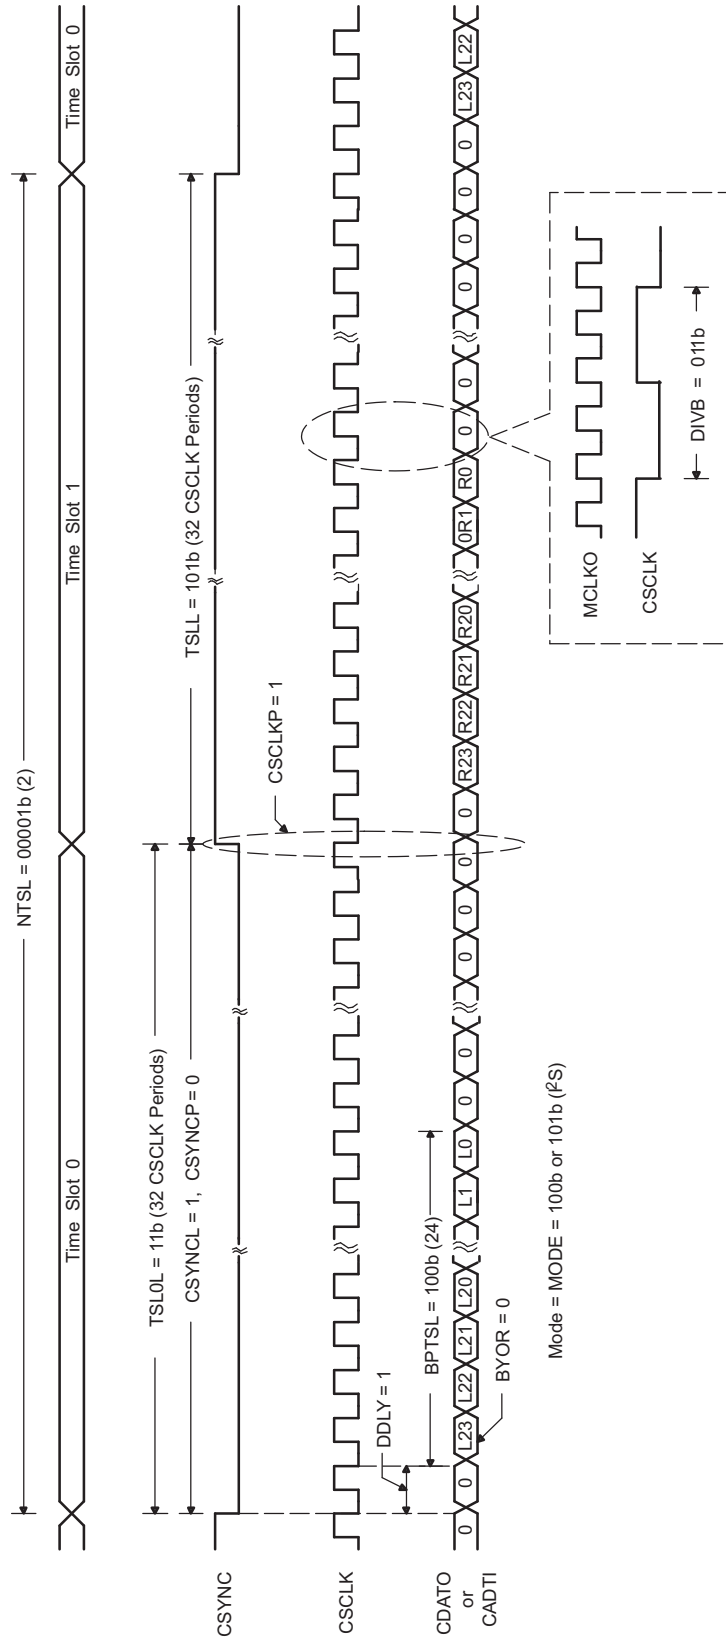 NTSL = 00001b (2)
Time Slot 0
Time Slot 1
Time Slot 0
TSL0L = 11b (32 CSCLK Periods)
CSYNCL = 1, CSYNCP = 0
TSLL = 101b (32 CSCLK Periods)
CSYNC
CSCLKP = 1
CSCLK
DDLY = 1
BPTSL = 100b (24)
CDATO
or
CADTI
0 0 L23 L22 L21 L20 L1 L0 0 0 0 0 0 0 R23 R22 R21 R20 0R1 R0 0 0 0 0 0 0 L23 L22
BYOR = 0
Mode = MODE = 100b or 101b (I²S)
MCLKO
CSCLK
DIVB = 011b